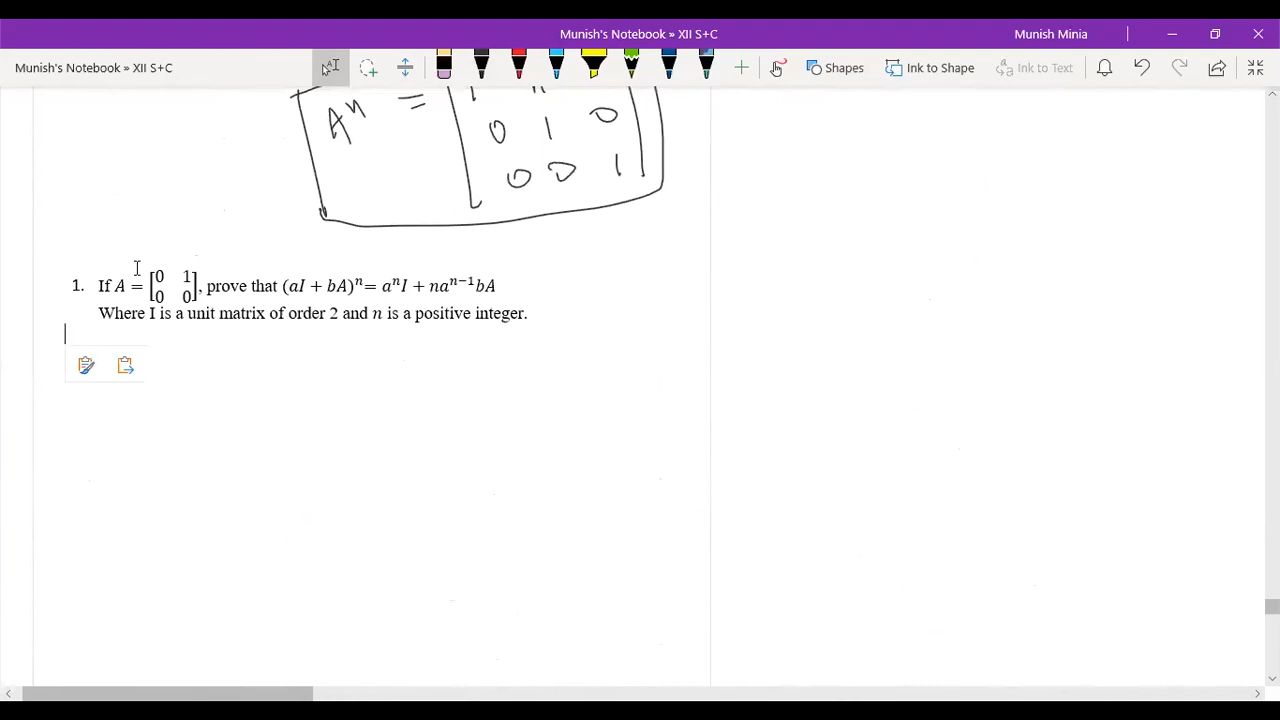 Munish's Notebook » XII S+C
Munish Minia
Munish's Notebook » XII S+C
Shapes
Ink to Shape
Ink to Text
Aⁿ =
0 1 0
0 0 1
1. If A = [0 1
0 0], prove that (aI + bA)ⁿ= aⁿI + naⁿ⁻¹bA
Where I is a unit matrix of order 2 and n is a positive integer.